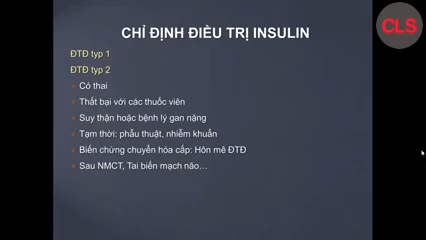 CLS
CHỈ ĐỊNH ĐIỀU TRỊ INSULIN
ĐTĐ typ 1
ĐTĐ typ 2
Có thai
Thất bại với các thuốc viên
Suy thận hoặc bệnh lý gan nặng
Tạm thời: phẫu thuật, nhiễm khuẩn
Biến chứng chuyển hóa cấp: Hôn mê ĐTĐ
Sau NMCT, Tai biến mạch não…